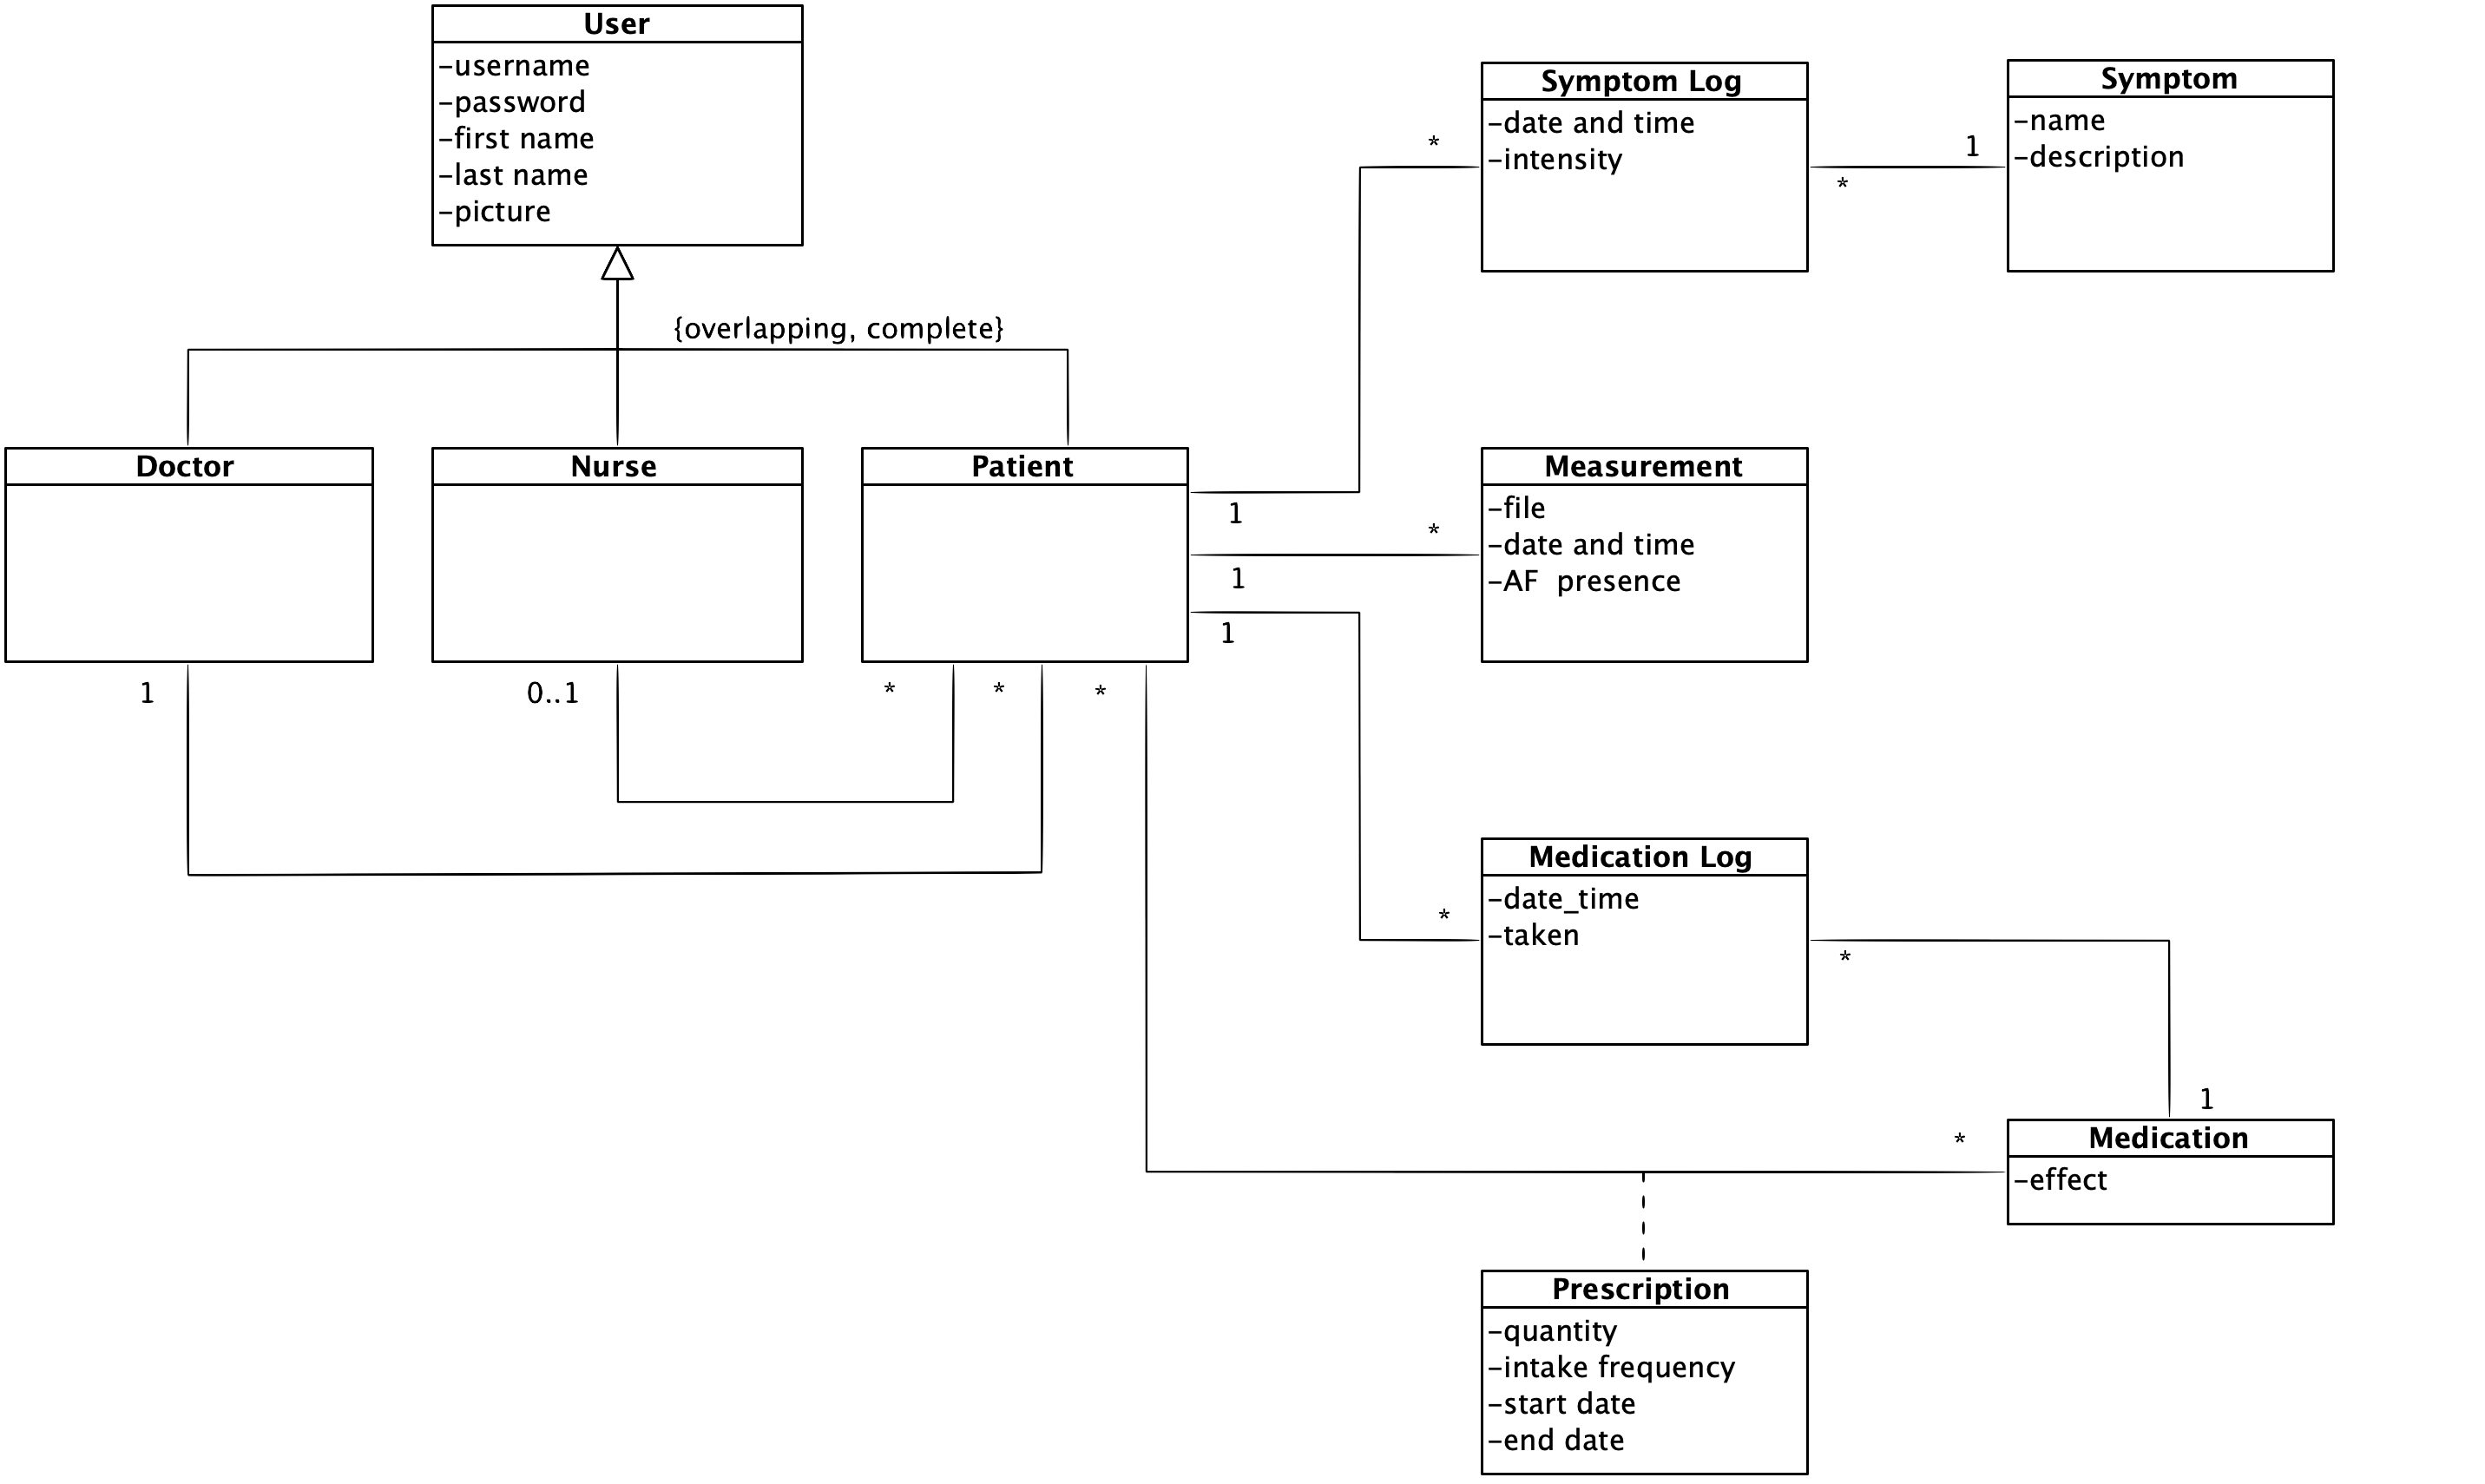 User
-username
-password
-first name
-last name
-picture
{overlapping, complete}
Doctor
Nurse
Patient
1
0..1
*
*
*
Symptom Log
-date and time
-intensity
Symptom
-name
-description
*
1
*
1
Measurement
-file
-date and time
-AF  presence
*
1
1
Medication Log
-date_time
-taken
*
*
1
Medication
-effect
*
Prescription
-quantity
-intake frequency
-start date
-end date